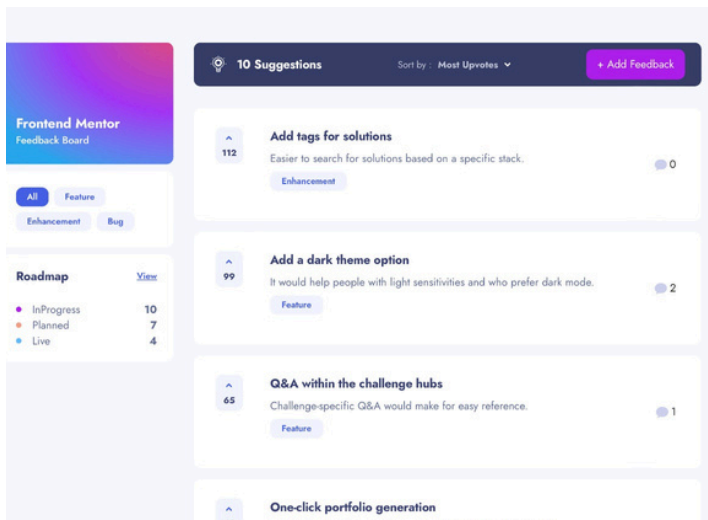 Frontend Mentor
Feedback Board
All Feature
Enhancement Bug
Roadmap View
InProgress 10
Planned 7
Live 4
10 Suggestions Sort by : Most Upvotes + Add Feedback
112
Add tags for solutions
Easier to search for solutions based on a specific stack.
Enhancement
0
99
Add a dark theme option
It would help people with light sensitivities and who prefer dark mode.
Feature
2
65
Q&A within the challenge hubs
Challenge-specific Q&A would make for easy reference.
Feature
1
One-click portfolio generation